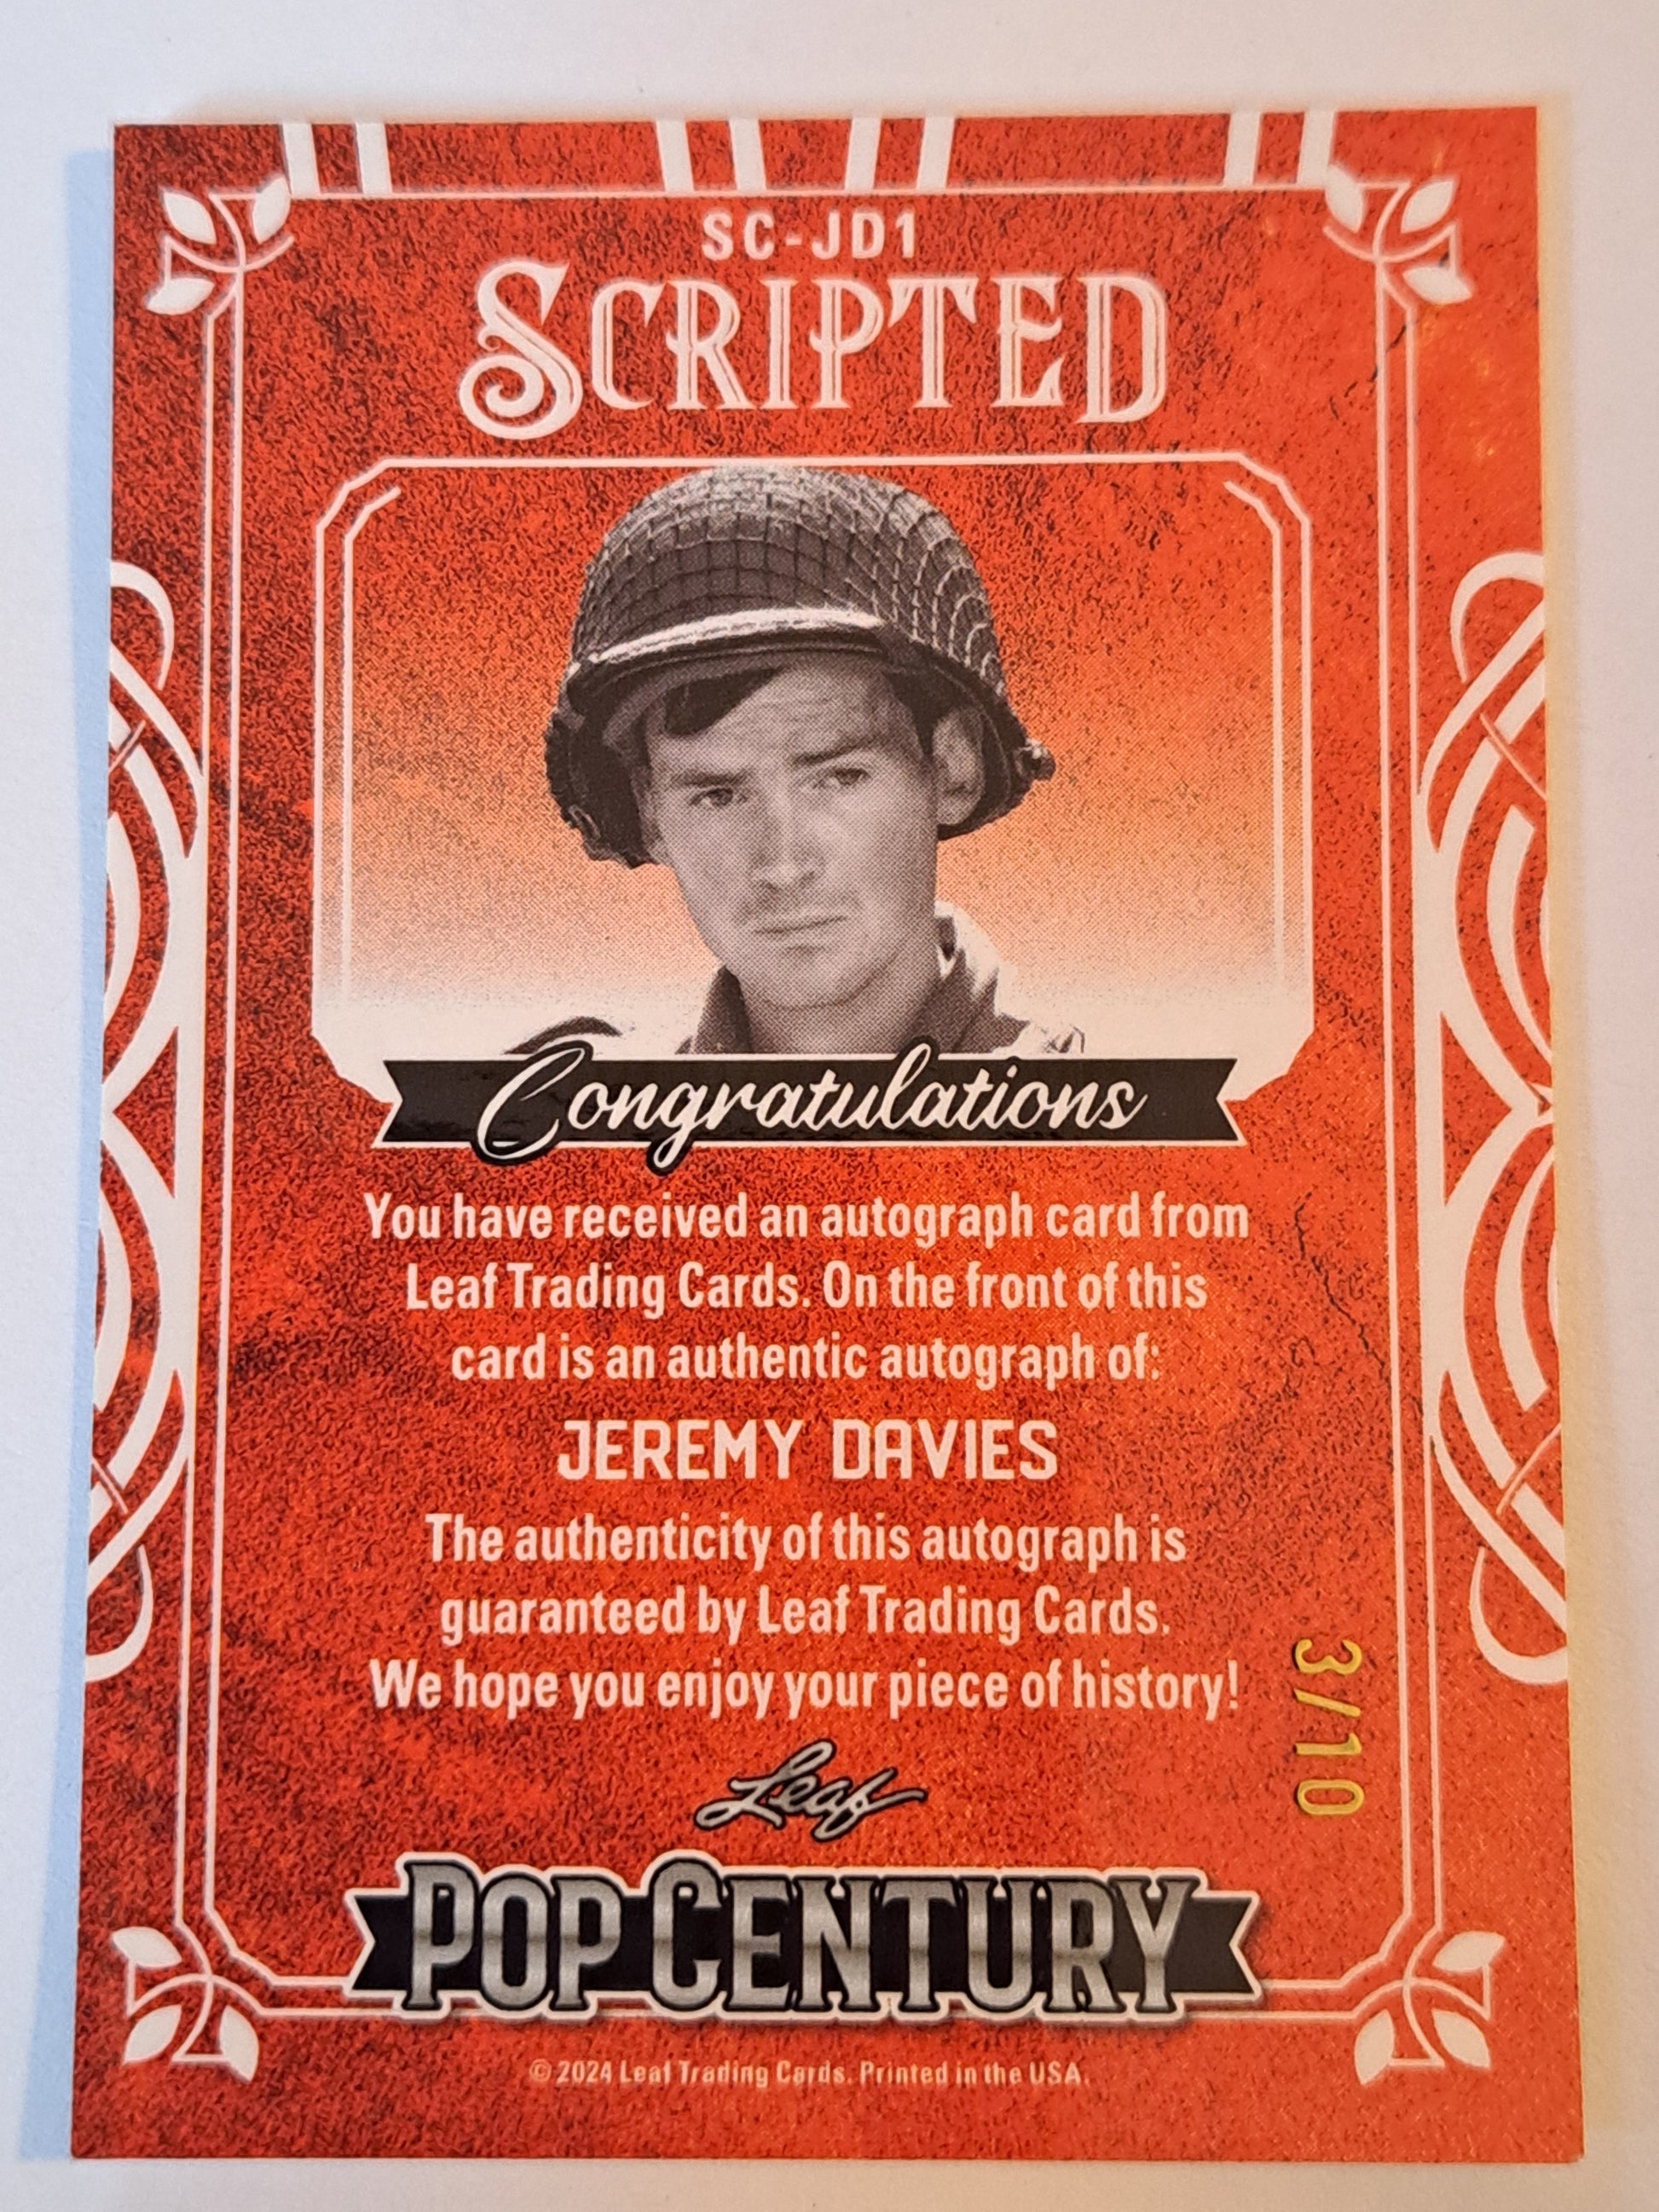 SC-JD1
SCRIPTED
Congratulations
You have received an autograph card from
Leaf Trading Cards. On the front of this
card is an authentic autograph of:
JEREMY DAVIES
The authenticity of this autograph is
guaranteed by Leaf Trading Cards.
We hope you enjoy your piece of history!
3/10
Leaf
POP CENTURY
© 2024 Leaf Trading Cards. Printed in the USA.